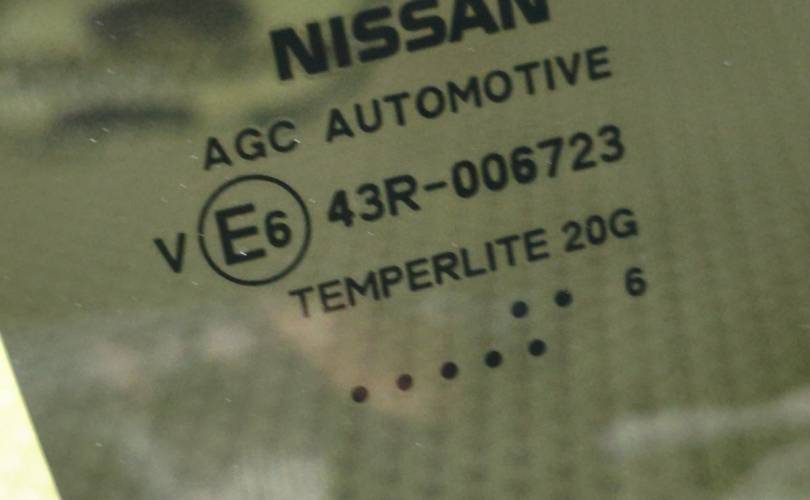 NISSAN
AGC AUTOMOTIVE
V E6 43R-006723
TEMPERLITE 20G
6